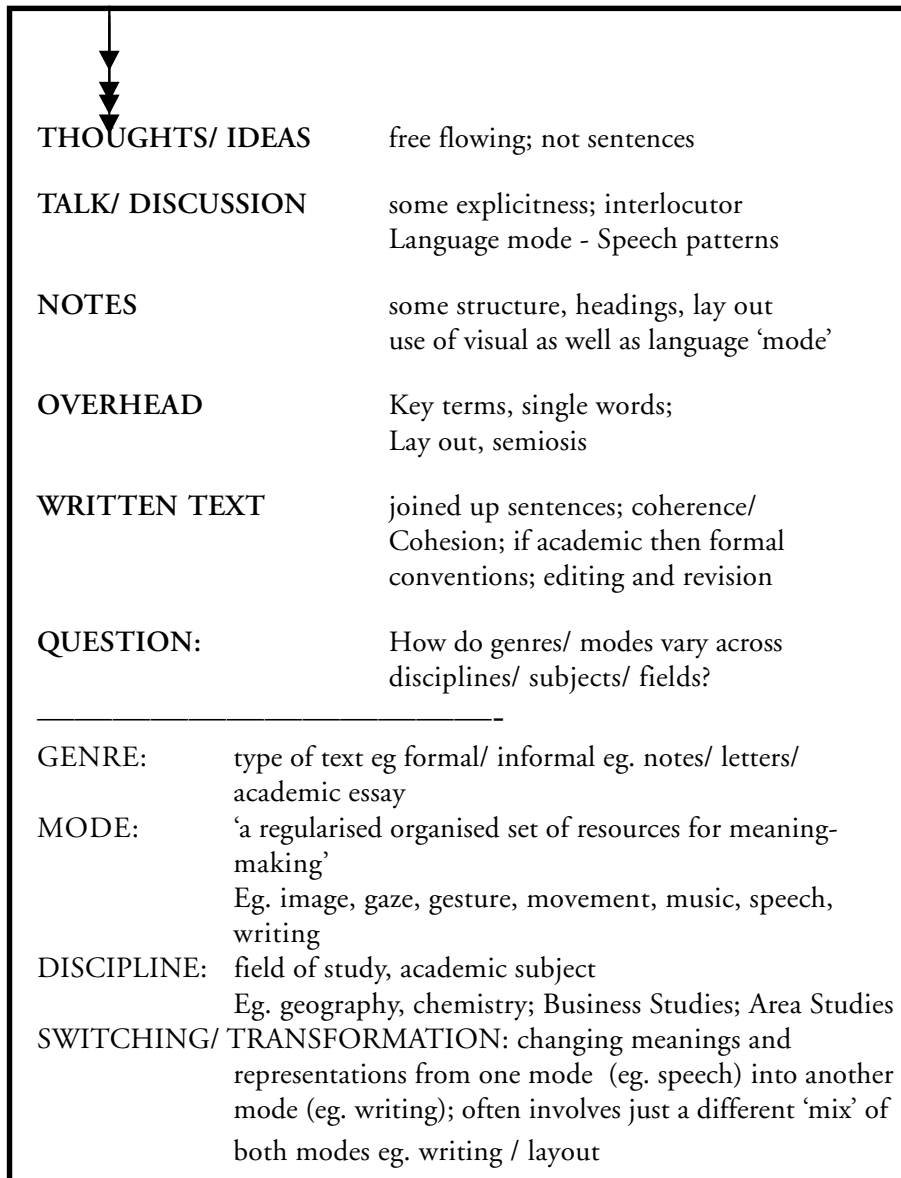 THOUGHTS/ IDEAS free flowing; not sentences
TALK/ DISCUSSION some explicitness; interlocutor
Language mode - Speech patterns
NOTES some structure, headings, lay out
use of visual as well as language ‘mode’
OVERHEAD Key terms, single words;
Lay out, semiosis
WRITTEN TEXT joined up sentences; coherence/
Cohesion; if academic then formal
conventions; editing and revision
QUESTION: How do genres/ modes vary across
disciplines/ subjects/ fields?
GENRE: type of text eg formal/ informal eg. notes/ letters/
academic essay
MODE: ‘a regularised organised set of resources for meaning-
making’
Eg. image, gaze, gesture, movement, music, speech,
writing
DISCIPLINE: field of study, academic subject
Eg. geography, chemistry; Business Studies; Area Studies
SWITCHING/ TRANSFORMATION: changing meanings and
representations from one mode (eg. speech) into another
mode (eg. writing); often involves just a different ‘mix’ of
both modes eg. writing / layout